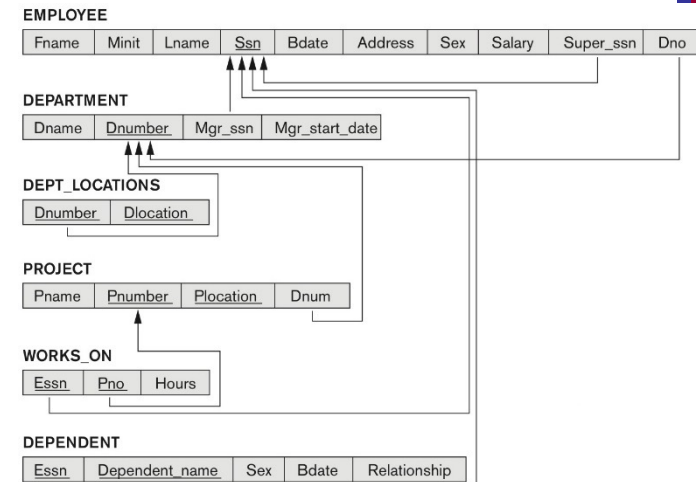 EMPLOYEE
Fname Minit Lname Ssn Bdate Address Sex Salary Super_ssn Dno
DEPARTMENT
Dname Dnumber Mgr_ssn Mgr_start_date
DEPT_LOCATIONS
Dnumber Dlocation
PROJECT
Pname Pnumber Plocation Dnum
WORKS_ON
Essn Pno Hours
DEPENDENT
Essn Dependent_name Sex Bdate Relationship